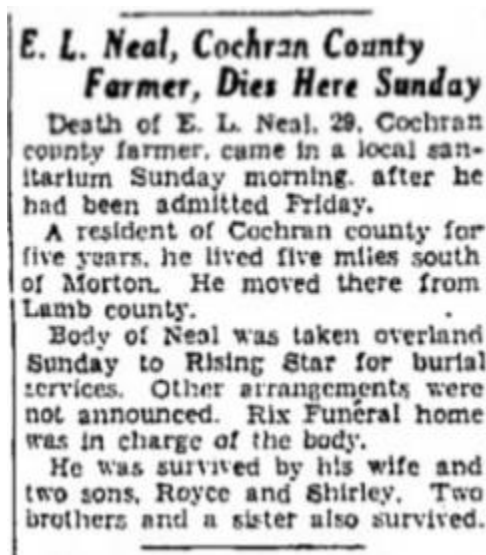 E. L. Neal, Cochran County
Farmer, Dies Here Sunday
Death of E. L. Neal, 29, Cochran
county farmer, came in a local san-
itarium Sunday morning, after he
had been admitted Friday.
A resident of Cochran county for
five years, he lived five miles south
of Morton. He moved there from
Lamb county.
Body of Neal was taken overland
Sunday to Rising Star for burial
services. Other arrangements were
not announced. Rix Funeral home
was in charge of the body.
He was survived by his wife and
two sons, Royce and Shirley. Two
brothers and a sister also survived.